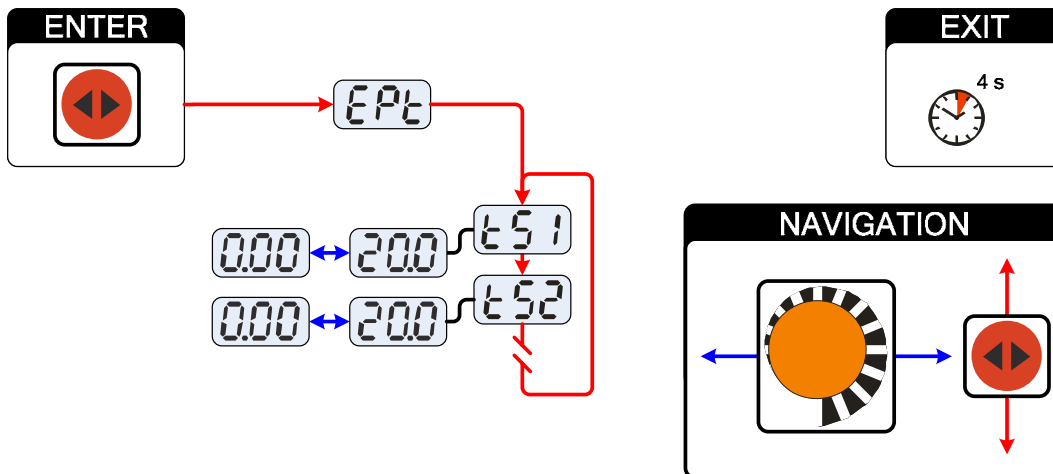 ENTER
EXIT
4 s
EPt
tS1
0.00 20.0
tS2
0.00 20.0
NAVIGATION